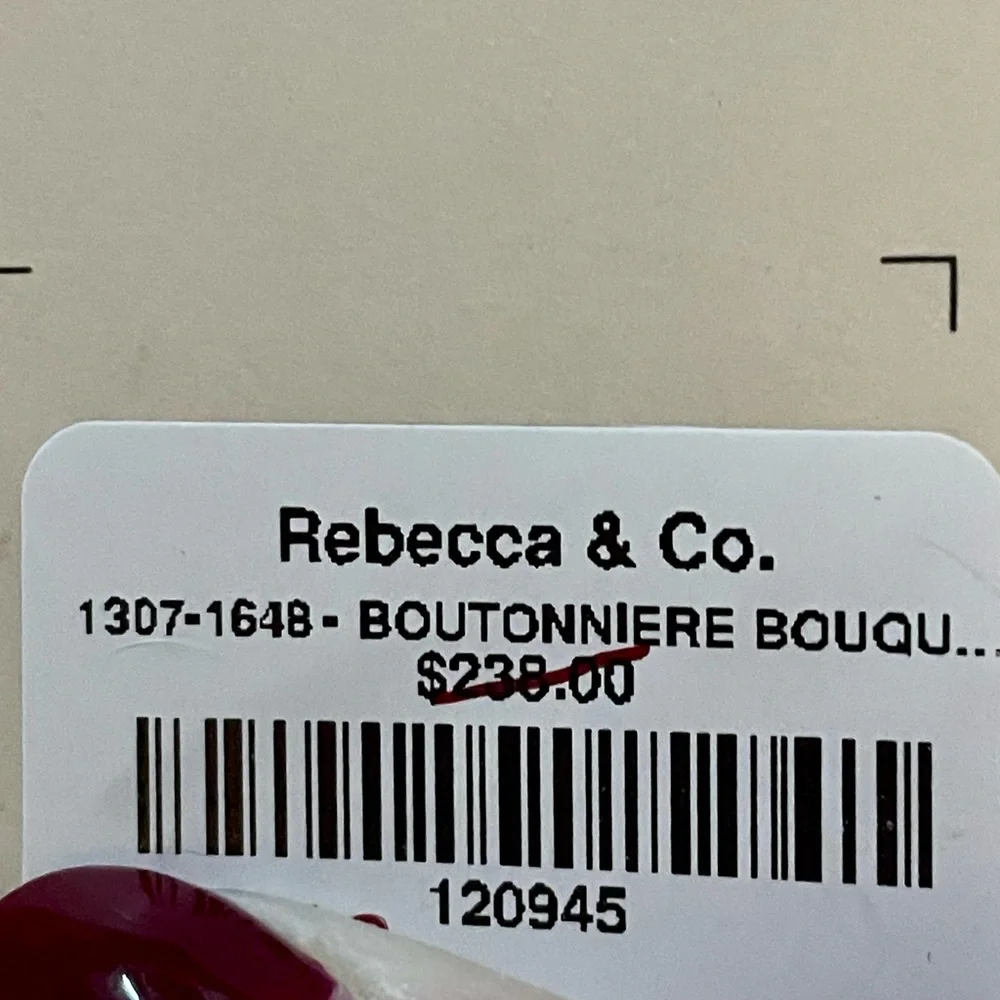 Rebecca & Co.
1307-1648- BOUTONNIERE BOUQU...
$238.00
120945